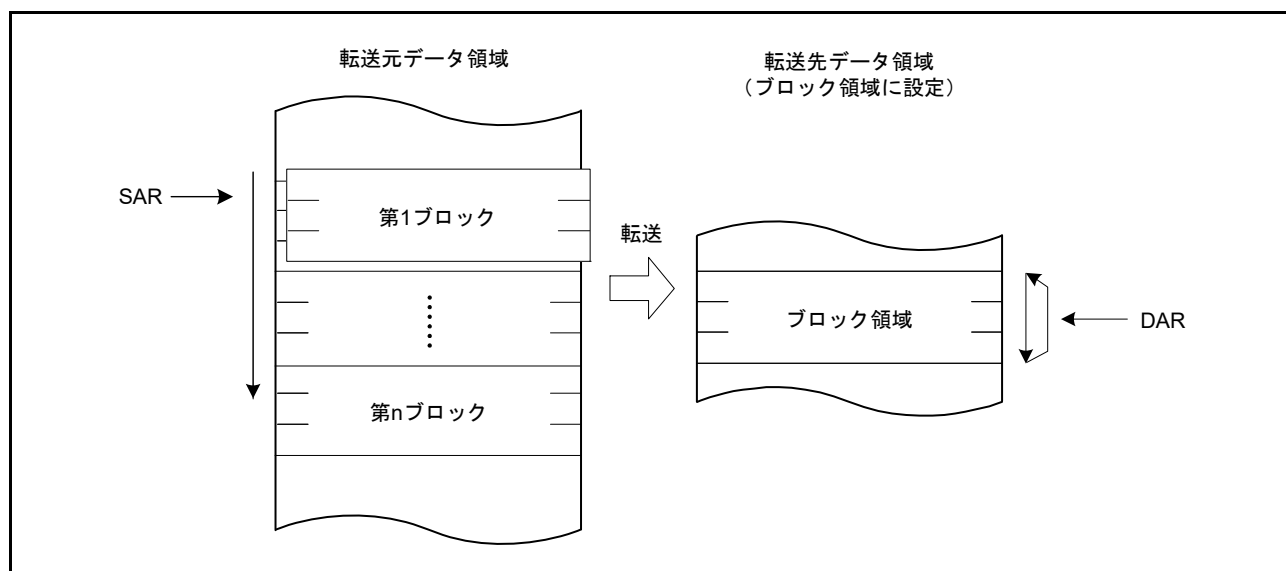 転送元データ領域
転送先データ領域
（ブロック領域に設定）
SAR
第1ブロック
転送
ブロック領域
DAR
第nブロック